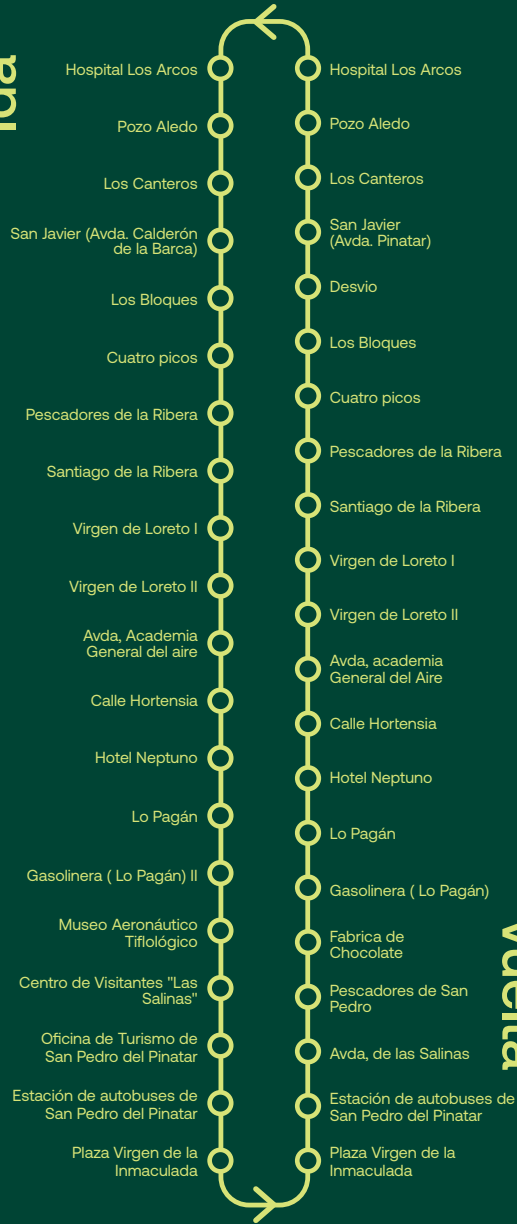 Ida
Hospital Los Arcos
Pozo Aledo
Los Canteros
San Javier (Avda. Calderón
de la Barca)
Los Bloques
Cuatro picos
Pescadores de la Ribera
Santiago de la Ribera
Virgen de Loreto I
Virgen de Loreto II
Avda, Academia
General del aire
Calle Hortensia
Hotel Neptuno
Lo Pagán
Gasolinera ( Lo Pagán) II
Museo Aeronáutico
Tiflológico
Centro de Visitantes "Las
Salinas"
Oficina de Turismo de
San Pedro del Pinatar
Estación de autobuses de
San Pedro del Pinatar
Plaza Virgen de la
Inmaculada
Hospital Los Arcos
Pozo Aledo
Los Canteros
San Javier
(Avda. Pinatar)
Desvio
Los Bloques
Cuatro picos
Pescadores de la Ribera
Santiago de la Ribera
Virgen de Loreto I
Virgen de Loreto II
Avda, academia
General del Aire
Calle Hortensia
Hotel Neptuno
Lo Pagán
Gasolinera ( Lo Pagán)
Fabrica de
Chocolate
Pescadores de San
Pedro
Avda, de las Salinas
Estación de autobuses de
San Pedro del Pinatar
Plaza Virgen de la
Inmaculada
Vuelta